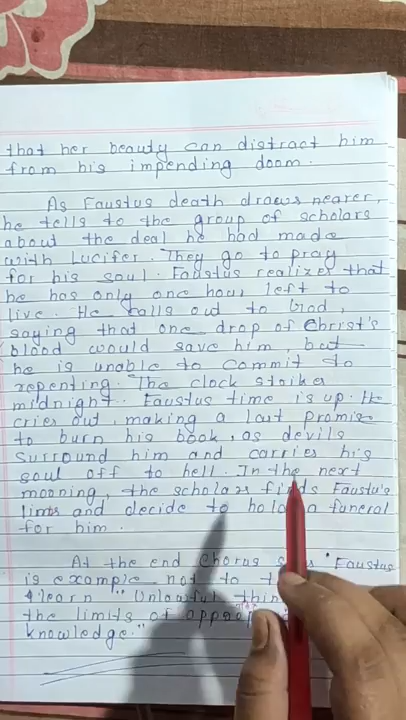 that her beauty can distract him
from his impending doom.
As Faustus death draws nearer,
he tells to the group of scholars
about the deal he had made
with Lucifer. They go to pray
for his soul. Faustus realizes that
he has only one hour left to
live. He calls out to God,
saying that one drop of Christ's
blood would save him, but
he is unable to commit to
repenting. The clock strikes
midnight. Faustus time is up. He
cries out, making a last promise
to burn his book, as devils
surround him and carries his
soul off to hell. In the next
mooning, the scholars finds Faustu's
limbs and decide to hold a funeral
for him.
At the end Chorus "Faustus
is example not to
learn "Unlawful
the limits of
knowledge."